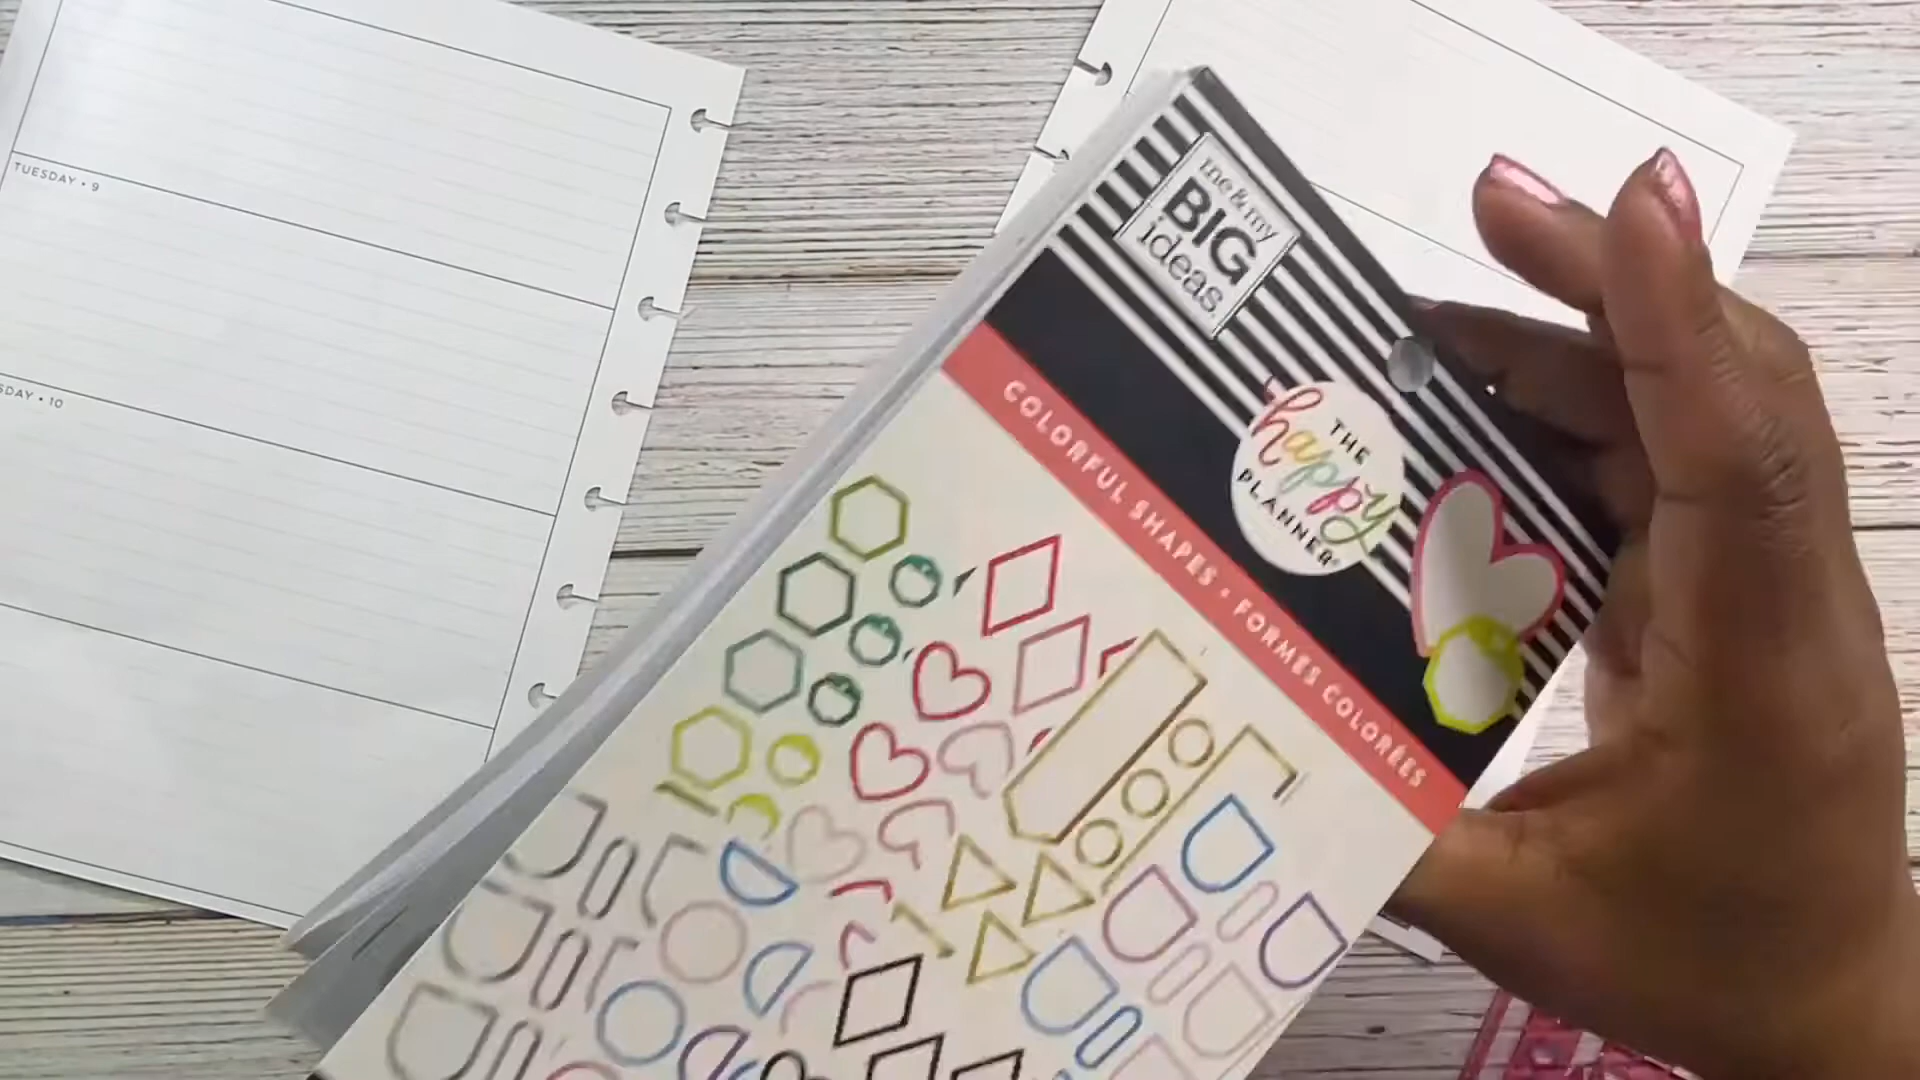 TUESDAY • 9
SDAY • 10
me & my
BIG
ideas.
THE
happy
PLANNER®
COLORFUL SHAPES • FORMES COLORÉES